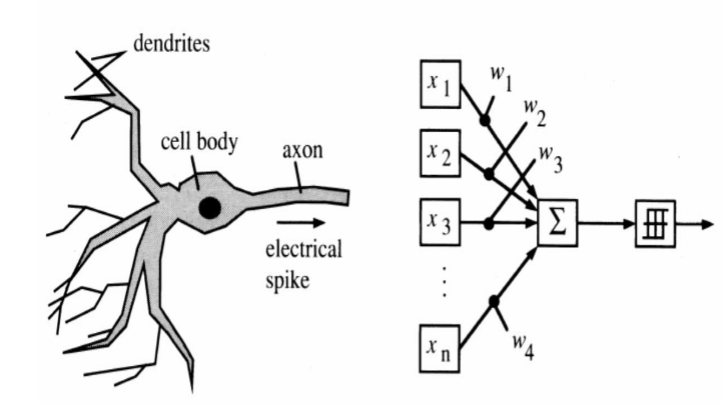 dendrites
cell body
axon
electrical
spike
x1
w1
w2
x2
w3
x3
Σ
⋮
xn
w4